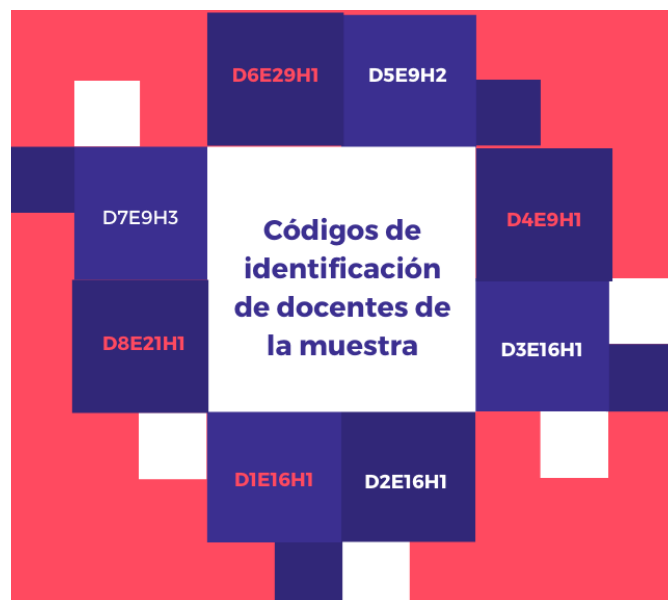 D6E29H1
D5E9H2
D7E9H3
D4E9H1
Códigos de
identificación
de docentes de
la muestra
D8E21H1
D3E16H1
D1E16H1
D2E16H1